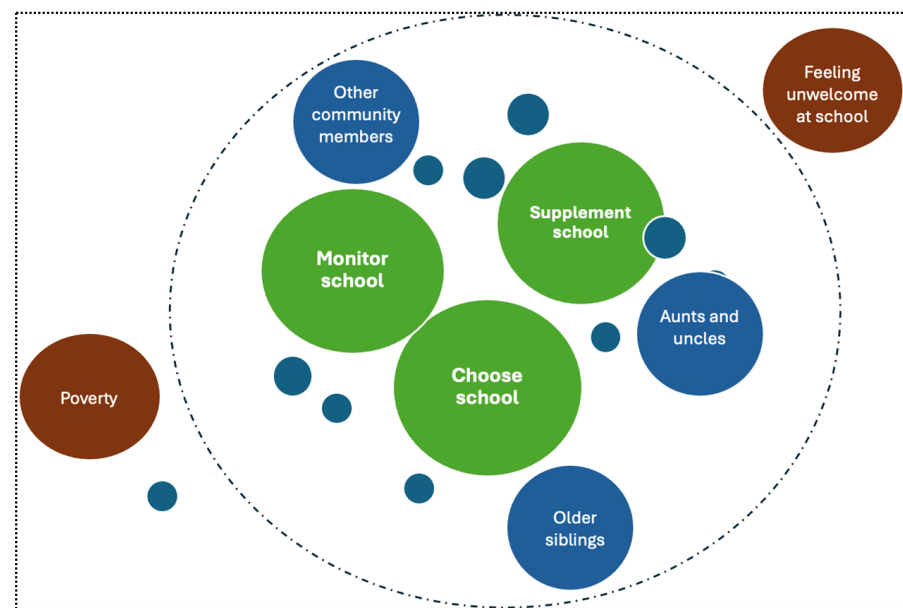 Feeling
unwelcome
at school
Other
community
members
Supplement
school
Monitor
school
Aunts and
uncles
Choose
school
Poverty
Older
siblings